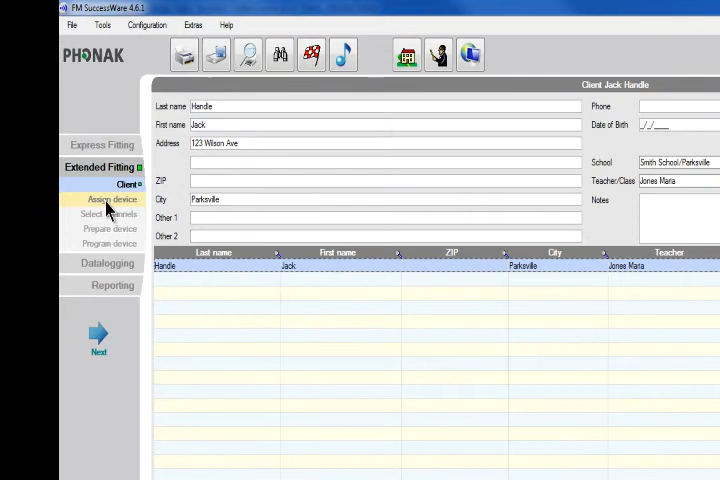 FM SuccessWare 4.6.1
File Tools Configuration Extras Help
PHONAK
Client Jack Handle
Last name Handle Phone
First name Jack Date of Birth _/_/____
Address 123 Wilson Ave
School Smith School/Parksville
ZIP Teacher/Class Jones Maria
City Parksville Notes
Other 1
Other 2
Express Fitting
Extended Fitting
Client
Assign device
Select channels
Prepare device
Program device
Datalogging
Reporting
Next
Last name First name ZIP City Teacher
Handle Jack Parksville Jones Maria